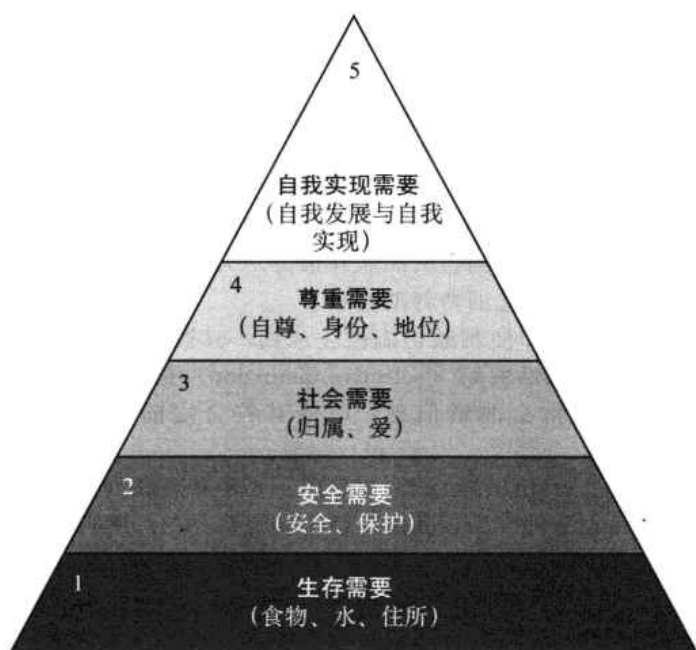 5
自我实现需要
(自我发展与自我
实现)
4
尊重需要
(自尊、身份、地位)
3
社会需要
(归属、爱)
2
安全需要
(安全、保护)
1
生存需要
(食物、水、住所)